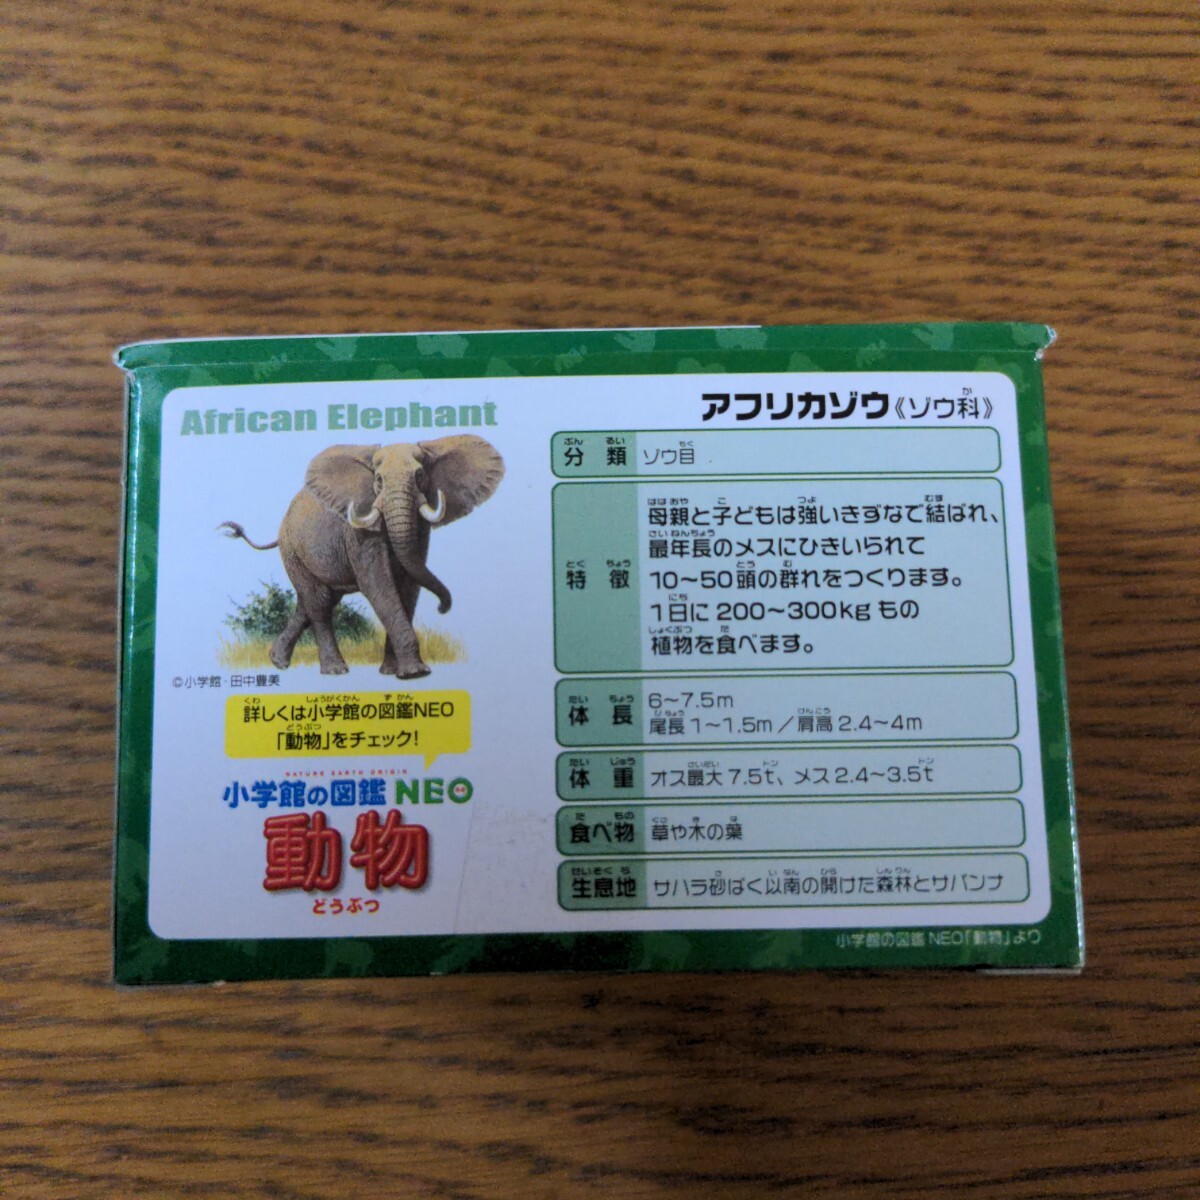 African Elephant
アフリカゾウ《ゾウ科》
分類 ゾウ目
特徴 母親と子どもは強いきずなで結ばれ、
最年長のメスにひきいられて
10〜50頭の群れをつくります。
1日に200〜300kgもの
植物を食べます。
体長 6〜7.5m
尾長1〜1.5m／肩高2.4〜4m
体重 オス最大7.5t、メス2.4〜3.5t
食べ物 草や木の葉
生息地 サハラ砂ばく以南の開けた森林とサバンナ
©小学館・田中豊美
詳しくは小学館の図鑑NEO
「動物」をチェック!
NATURE EARTH ORIGIN
小学館の図鑑NEO
動物
どうぶつ
小学館の図鑑NEO「動物」より